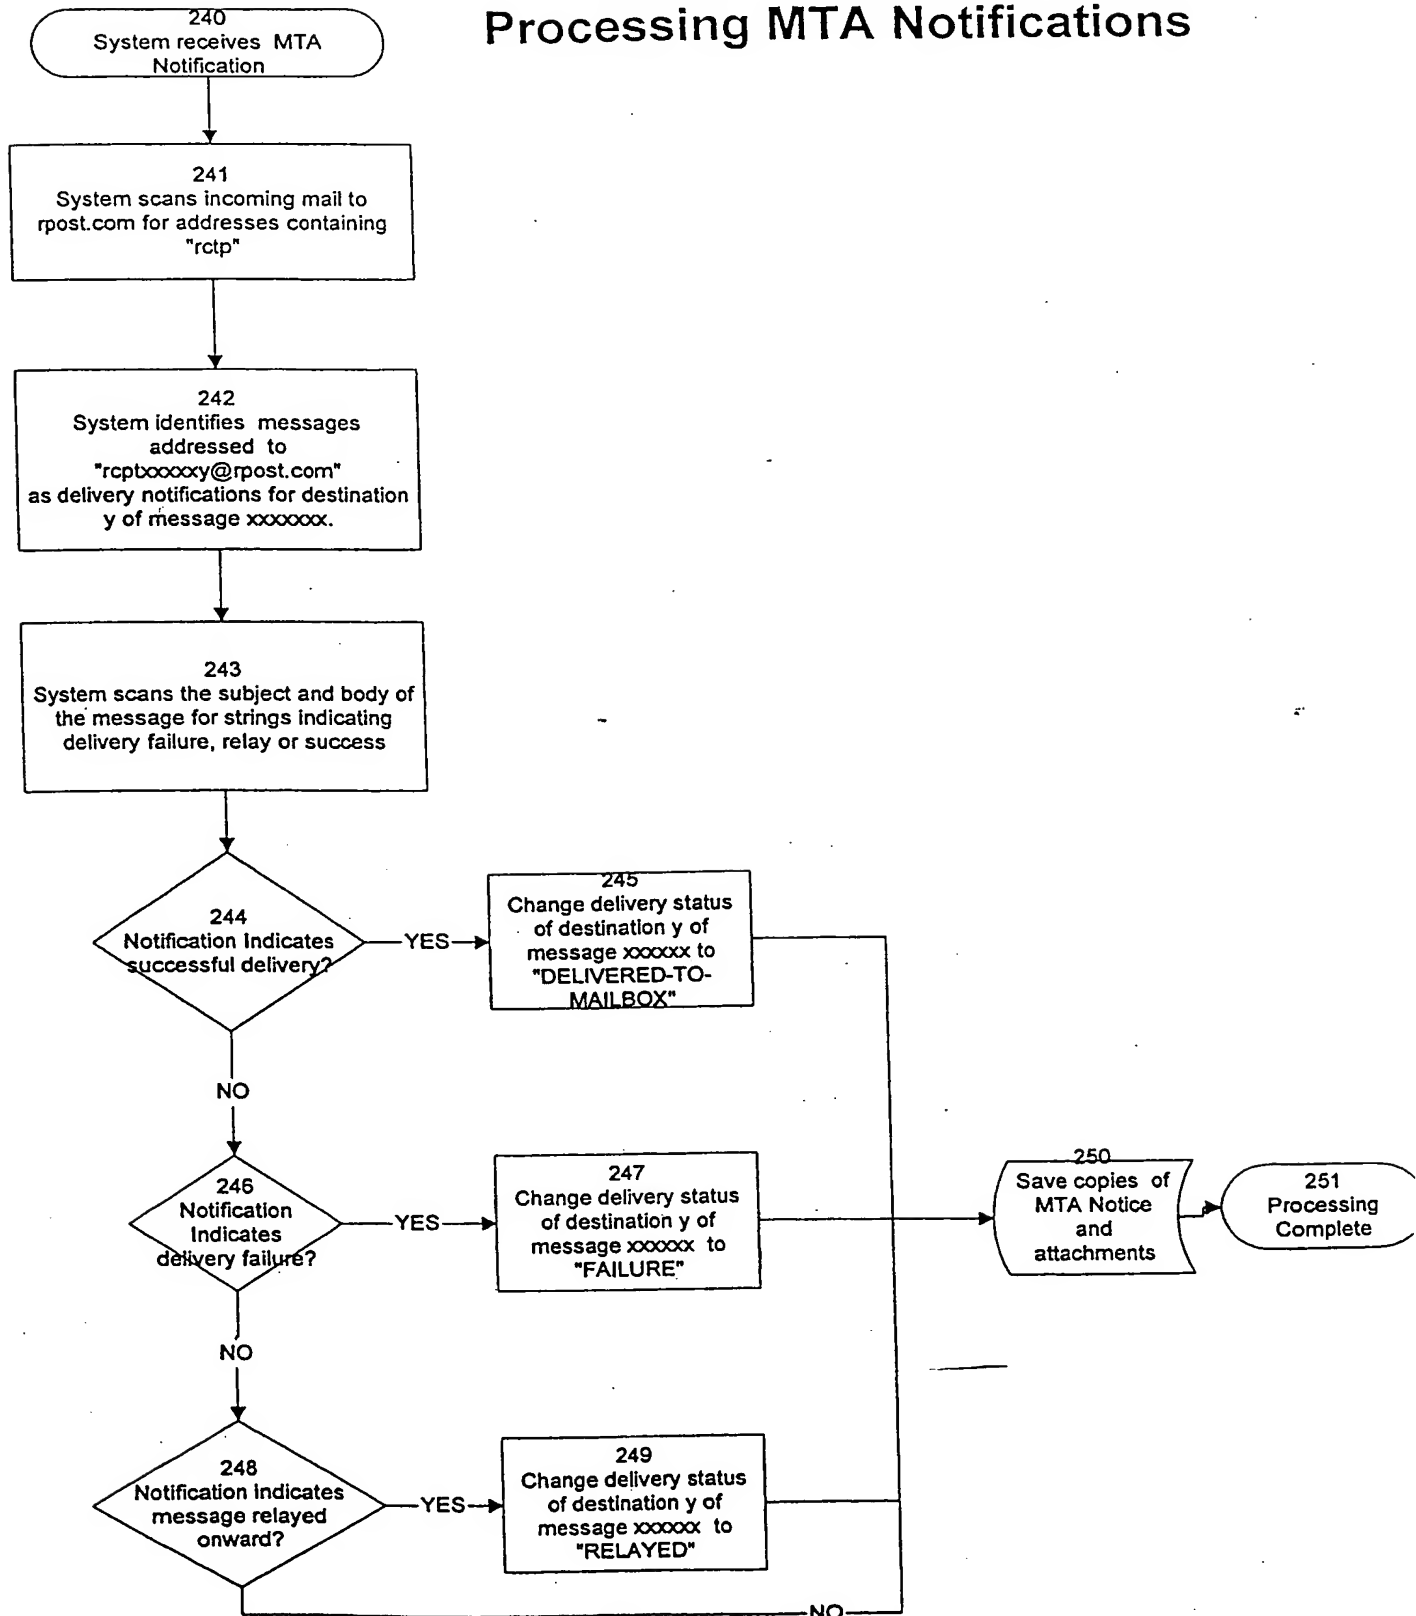 Processing MTA Notifications
240
System receives MTA
Notification
241
System scans incoming mail to
rpost.com for addresses containing
"rctp"
242
System identifies messages
addressed to
"rcptxxxxxy@rpost.com"
as delivery notifications for destination
y of message xxxxxxx.
243
System scans the subject and body of
the message for strings indicating
delivery failure, relay or success
244
Notification Indicates
successful delivery?
YES
245
Change delivery status
of destination y of
message xxxxxx to
"DELIVERED-TO-
MAILBOX"
NO
246
Notification
Indicates
delivery failure?
YES
247
Change delivery status
of destination y of
message xxxxxx to
"FAILURE"
250
Save copies of
MTA Notice
and
attachments
251
Processing
Complete
NO
248
Notification indicates
message relayed
onward?
YES
249
Change delivery status
of destination y of
message xxxxxx to
"RELAYED"
NO